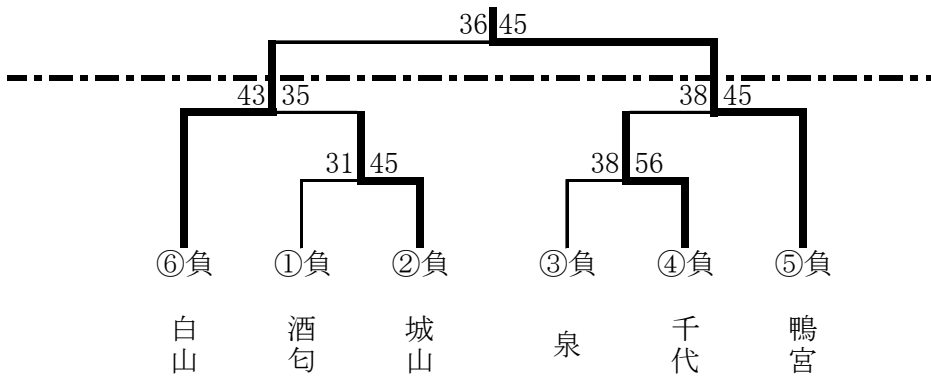 36 45
43 35 38 45
31 45 38 56
⑥負 ①負 ②負 ③負 ④負 ⑤負
白山 酒匂 城山 泉 千代 鴨宮